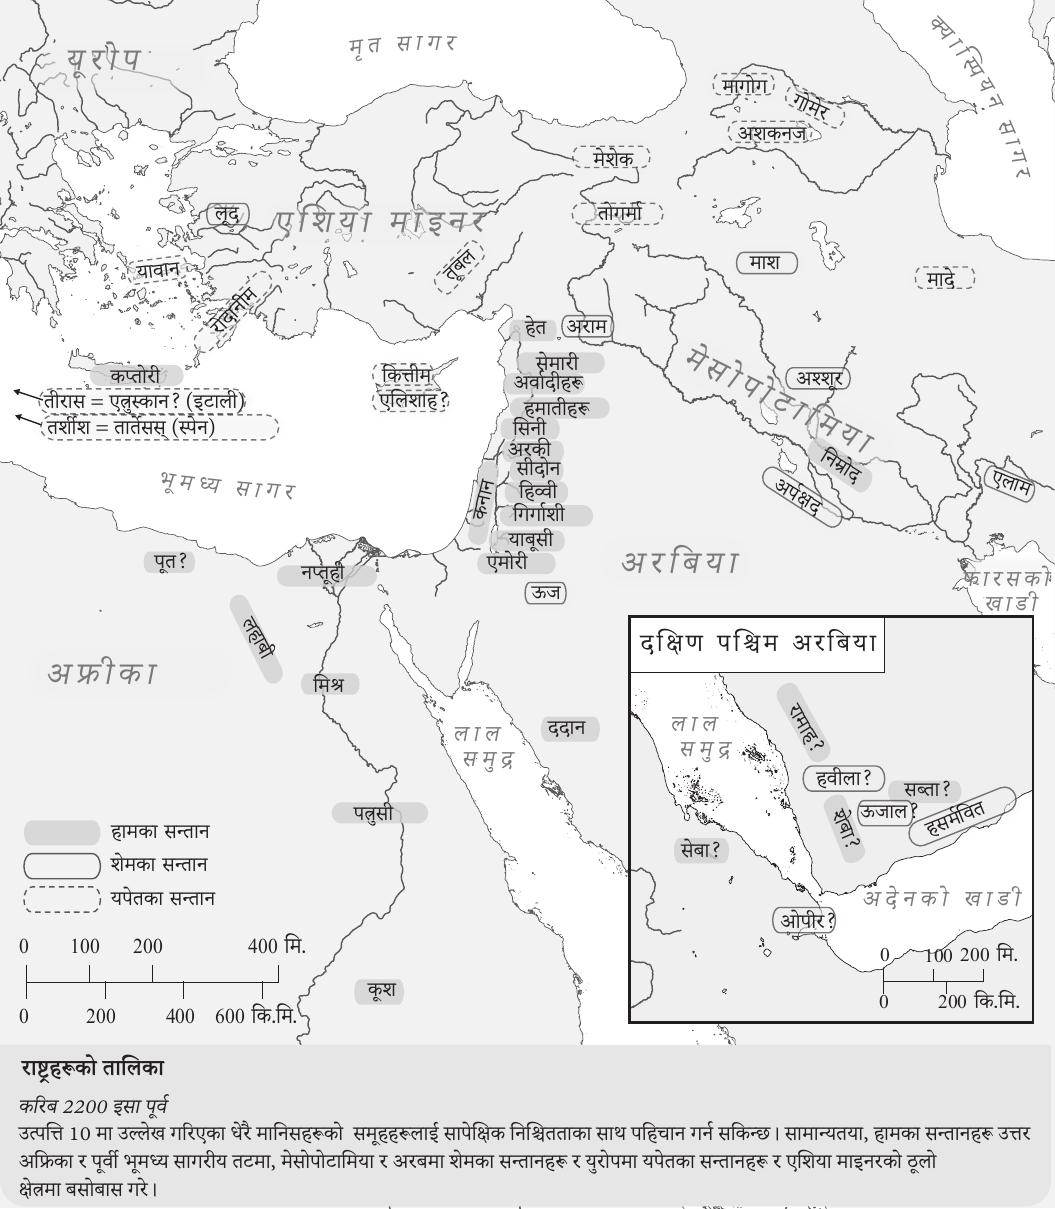 यूरोप
मृत सागर
क्यास्पियन सागर
मागोग
गोमेर
अशकनज
मेशेक
तोगर्मा
लूद
एशिया माइनर
यावान
तूबल
माश
मादे
रोदानीम
हेत
अराम
कप्तोरी
कित्तीम
एलिशाह?
तीरास = एत्रुस्कान? (इटाली)
तर्शीश = तार्तेसस् (स्पेन)
सेमारी
अर्वादीहरू
हमातीहरू
सिनी
अरकी
सीदोन
हिव्वी
गिर्गाशी
याबूसी
एमोरी
कनान
मेसोपोटामिया
अश्शूर
निम्रोद
अर्पक्षद
एलाम
भूमध्य सागर
पूत?
नप्तूही
अरबिया
ऊज
फारसको
खाडी
लहाबी
अफ्रीका
मिश्र
लाल
समुद्र
ददान
पत्रुसी
कूश
दक्षिण पश्चिम अरबिया
लाल
समुद्र
रामाह?
हवीला?
सब्ता?
शेबा?
ऊजाल?
हसर्मवित
सेबा?
ओपीर?
अदेनको खाडी
0 100 200 मि.
0 200 कि.मि.
हामका सन्तान
शेमका सन्तान
यपेतका सन्तान
0 100 200 400 मि.
0 200 400 600 कि.मि.
राष्ट्रहरूको तालिका
करिब 2200 इसा पूर्व
उत्पत्ति 10 मा उल्लेख गरिएका धेरै मानिसहरूको समूहहरूलाई सापेक्षिक निश्चितताका साथ पहिचान गर्न सकिन्छ। सामान्यतया, हामका सन्तानहरू उत्तर
अफ्रिका र पूर्वी भूमध्य सागरीय तटमा, मेसोपोटामिया र अरबमा शेमका सन्तानहरू र युरोपमा यपेतका सन्तानहरू र एशिया माइनरको ठूलो
क्षेत्रमा बसोबास गरे।